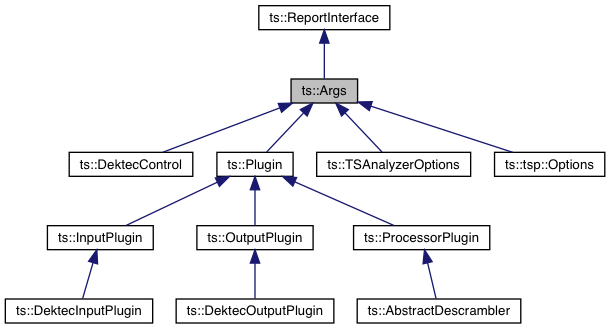 ts::ReportInterface
ts::Args
ts::DektecControl
ts::Plugin
ts::TSAnalyzerOptions
ts::tsp::Options
ts::InputPlugin
ts::OutputPlugin
ts::ProcessorPlugin
ts::DektecInputPlugin
ts::DektecOutputPlugin
ts::AbstractDescrambler